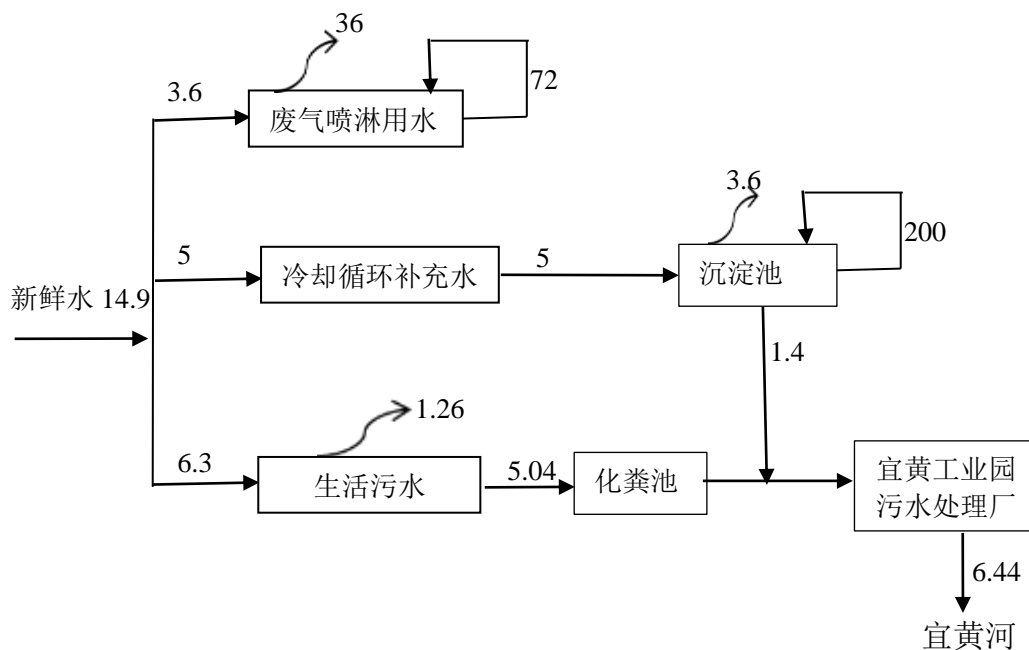 36
3.6
废气喷淋用水
72
3.6
5
冷却循环补充水
5
沉淀池
200
新鲜水 14.9
1.4
1.26
6.3
生活污水
5.04
化粪池
宜黄工业园
污水处理厂
6.44
宜黄河